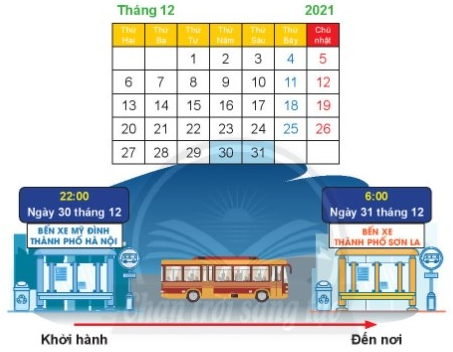 Tháng 12 2021
Thứ Hai Thứ Ba Thứ Tư Thứ Năm Thứ Sáu Thứ Bảy Chủ nhật
1 2 3 4 5
6 7 8 9 10 11 12
13 14 15 16 17 18 19
20 21 22 23 24 25 26
27 28 29 30 31
22:00
Ngày 30 tháng 12
BẾN XE MỸ ĐÌNH
THÀNH PHỐ HÀ NỘI
6:00
Ngày 31 tháng 12
BẾN XE
THÀNH PHỐ SƠN LA
Chân trời sáng tạo
Khởi hành Đến nơi